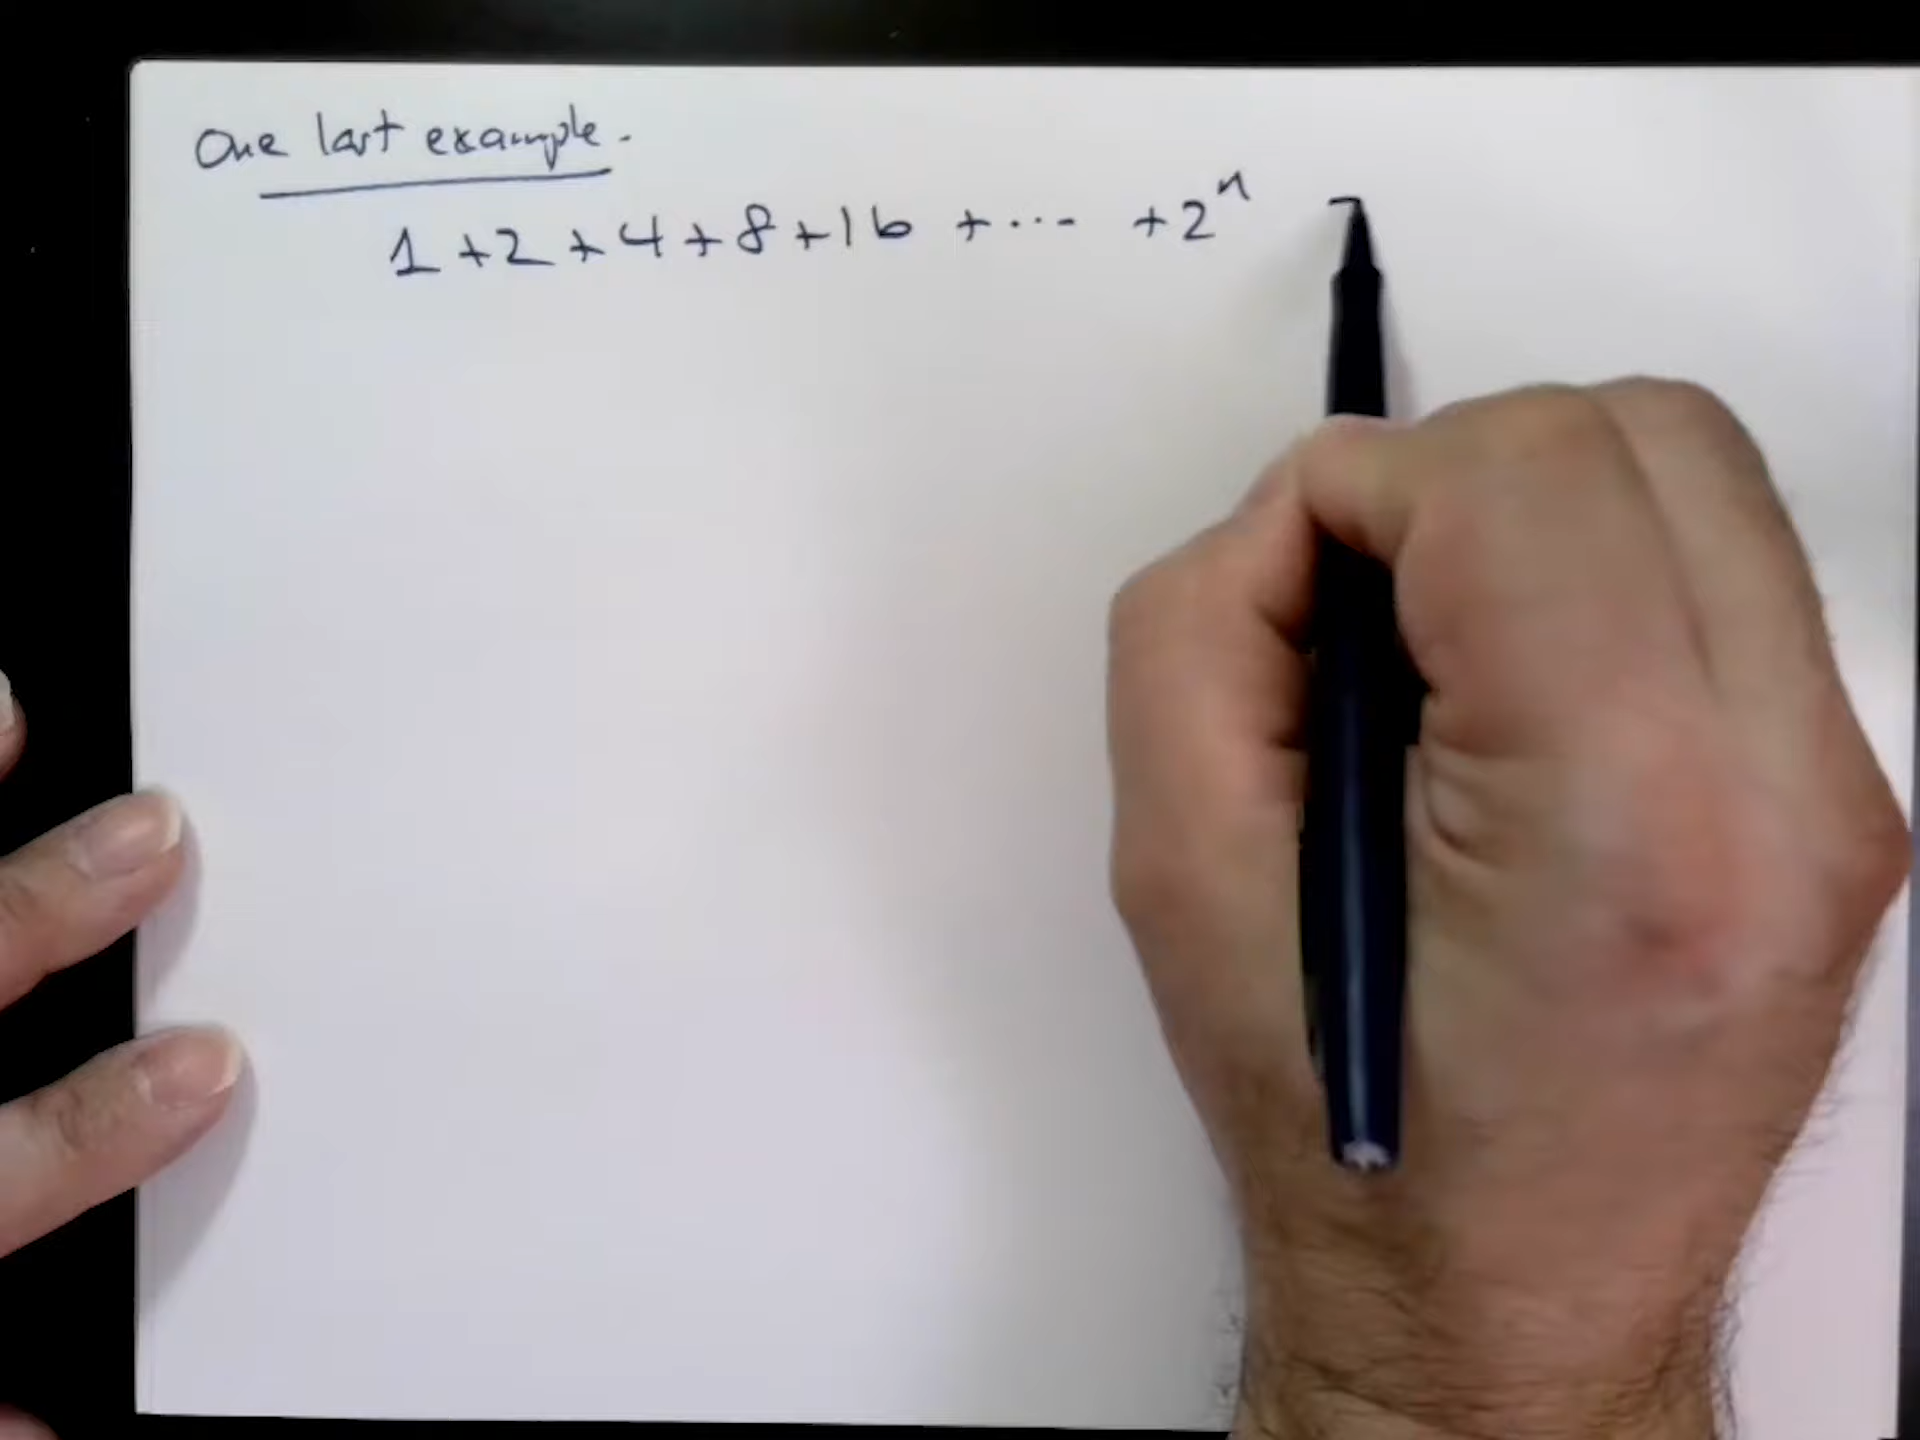 One last example.
1 + 2 + 4 + 8 + 16 + ... + 2^n